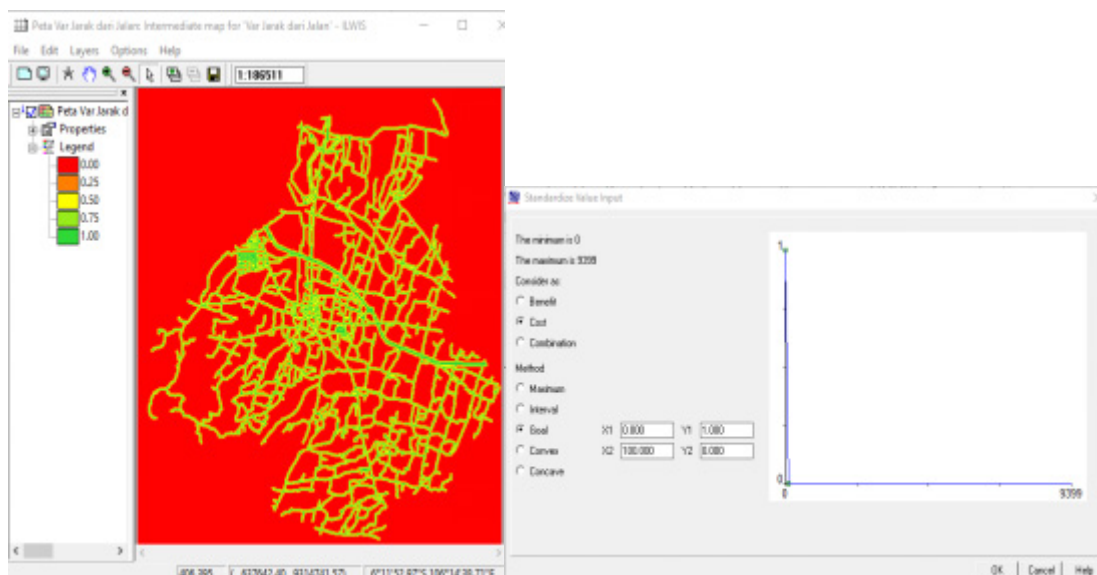 Peta Var Jarak dari Jalan: Intermediate map for 'Var Jarak dari Jalan' - ILWIS
File Edit Layers Options Help
1:186511
Peta Var Jarak d
Properties
Legend
0.00
0.25
0.50
0.75
1.00
Standardize Value Input
The minimum is 0
The maximum is 9399
Consider as:
Benefit
Cost
Combination
Method
Maximum
Interval
Goal X1 0.000 Y1 1.000
Convex X2 100.000 Y2 0.000
Concave
1
0
0 9399
OK Cancel Help